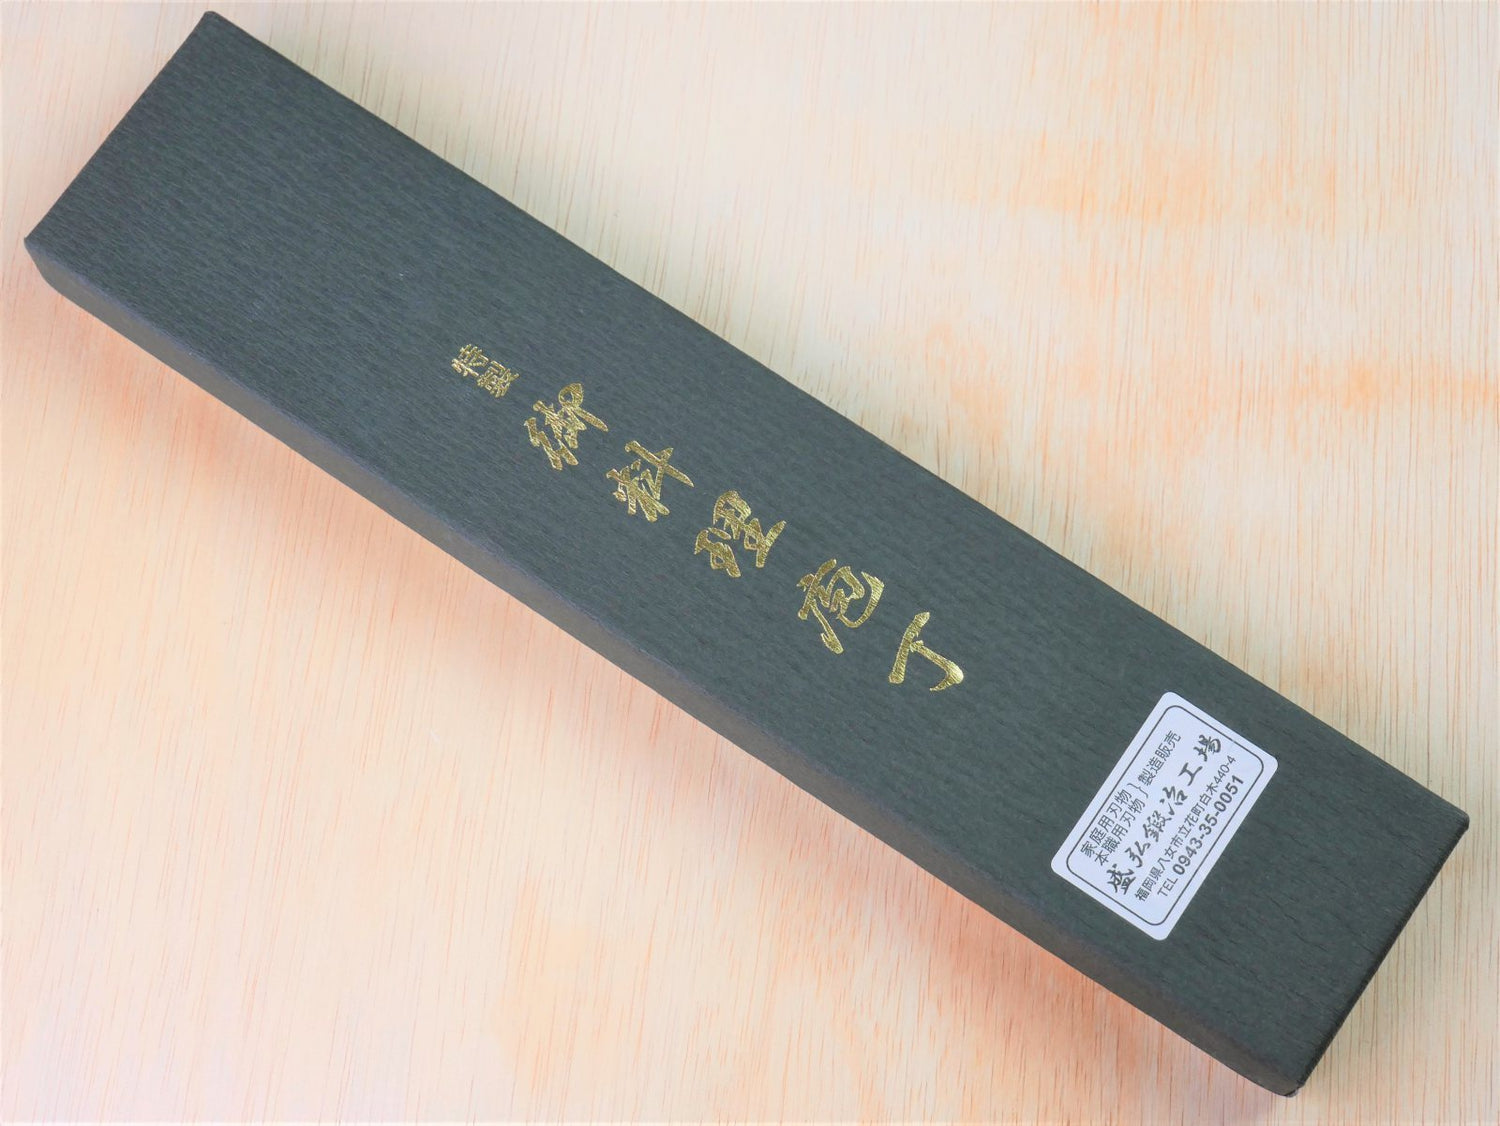 特製
御料理庖丁
家庭用刃物
本職用刃物
}製造販売
盛弘鍛冶工場
福岡県八女市立花町白木440-4
TEL 0943-35-0051